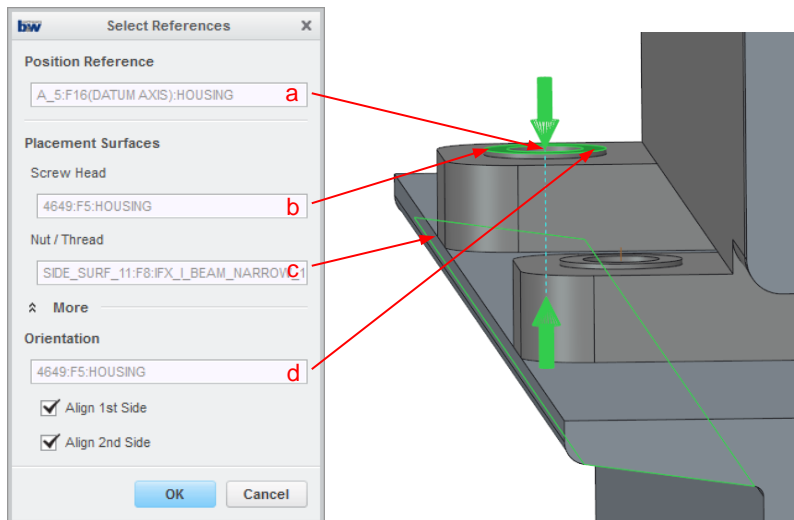 bw Select References X
Position Reference
A_5:F16(DATUM AXIS):HOUSING a
Placement Surfaces
Screw Head
4649:F5:HOUSING b
Nut / Thread
SIDE_SURF_11:F8:IFX_I_BEAM_NARROW_1 c
More
Orientation
4649:F5:HOUSING d
Align 1st Side
Align 2nd Side
OK Cancel